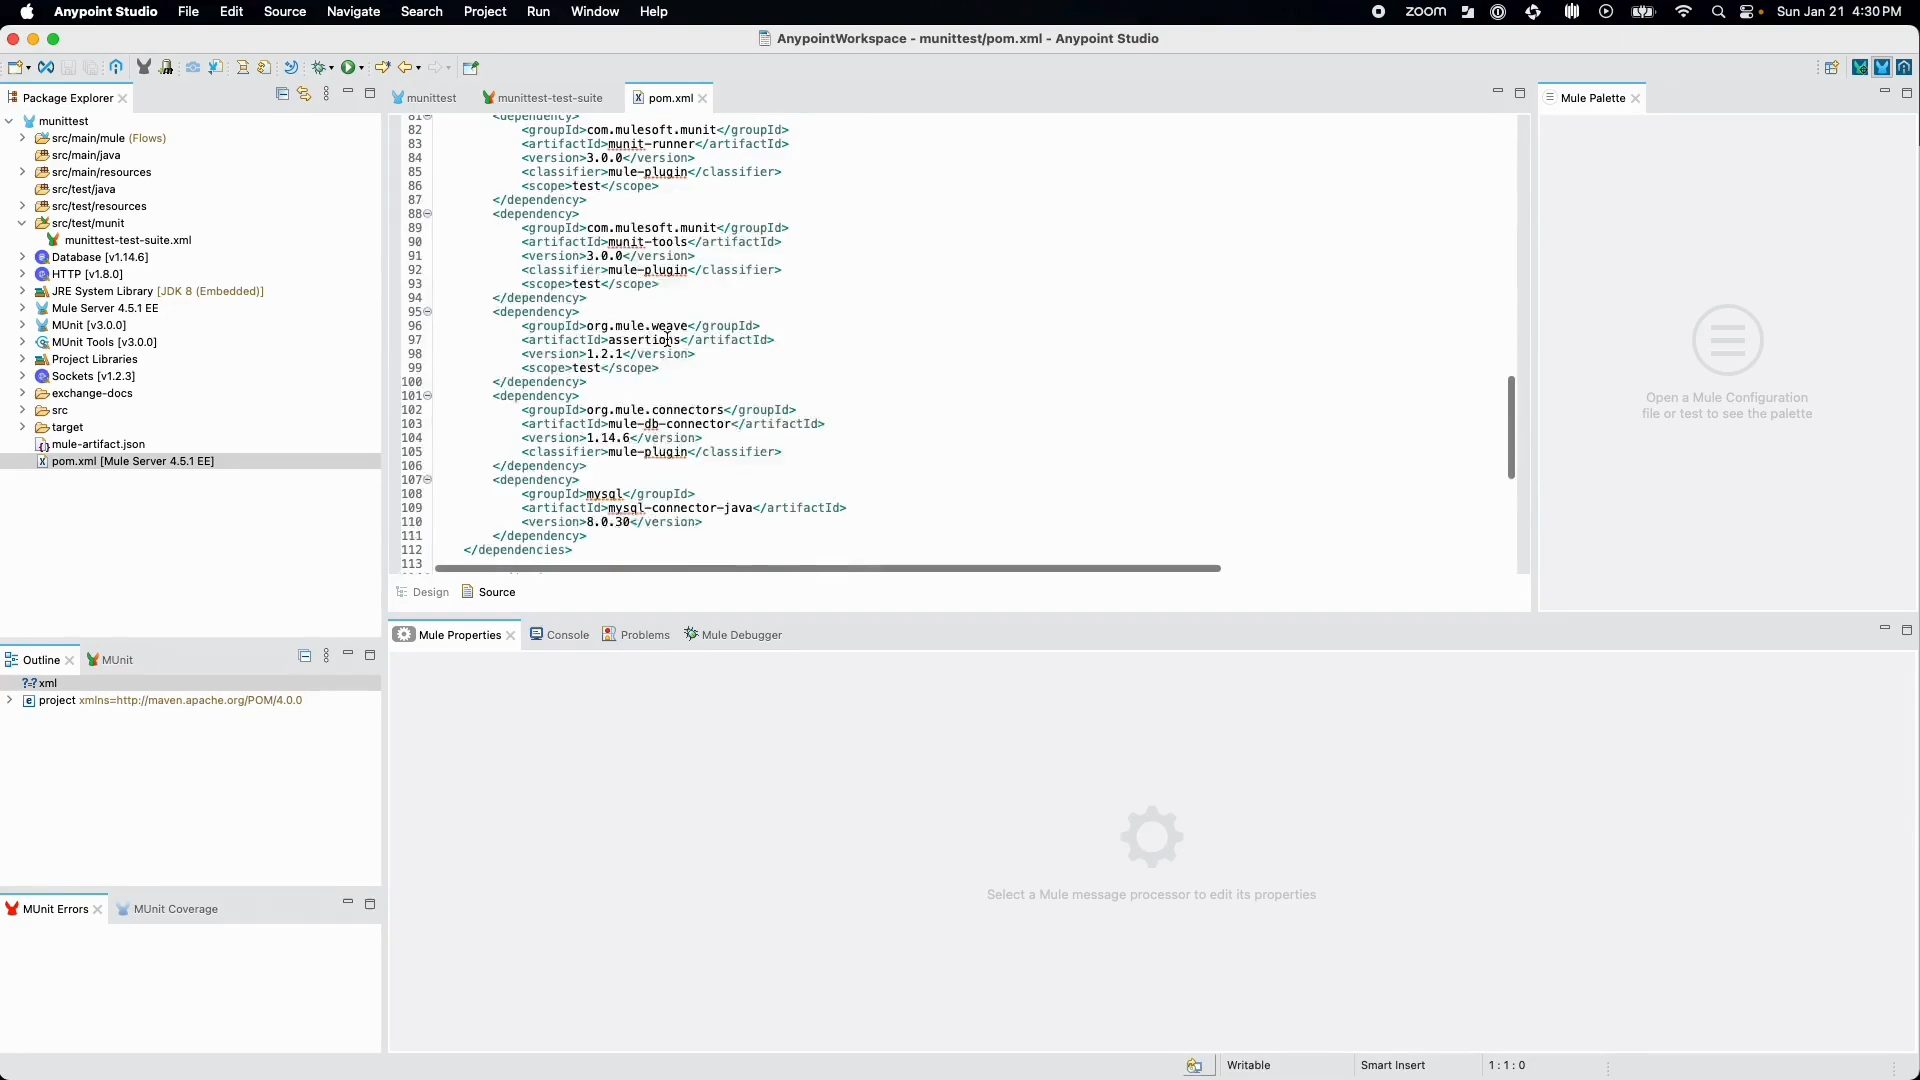 Anypoint Studio File Edit Source Navigate Search Project Run Window Help zoom Sun Jan 21 4:30 PM
AnypointWorkspace - munittest/pom.xml - Anypoint Studio
Package Explorer
munittest
src/main/mule (Flows)
src/main/java
src/main/resources
src/test/java
src/test/resources
src/test/munit
munittest-test-suite.xml
Database [v1.14.6]
HTTP [v1.8.0]
JRE System Library [JDK 8 (Embedded)]
Mule Server 4.5.1 EE
MUnit [v3.0.0]
MUnit Tools [v3.0.0]
Project Libraries
Sockets [v1.2.3]
exchange-docs
src
target
mule-artifact.json
pom.xml [Mule Server 4.5.1 EE]
munittest munittest-test-suite pom.xml
81 <dependency>
82 <groupId>com.mulesoft.munit</groupId>
83 <artifactId>munit-runner</artifactId>
84 <version>3.0.0</version>
85 <classifier>mule-plugin</classifier>
86 <scope>test</scope>
87 </dependency>
88 <dependency>
89 <groupId>com.mulesoft.munit</groupId>
90 <artifactId>munit-tools</artifactId>
91 <version>3.0.0</version>
92 <classifier>mule-plugin</classifier>
93 <scope>test</scope>
94 </dependency>
95 <dependency>
96 <groupId>org.mule.weave</groupId>
97 <artifactId>assertions</artifactId>
98 <version>1.2.1</version>
99 <scope>test</scope>
100 </dependency>
101 <dependency>
102 <groupId>org.mule.connectors</groupId>
103 <artifactId>mule-db-connector</artifactId>
104 <version>1.14.6</version>
105 <classifier>mule-plugin</classifier>
106 </dependency>
107 <dependency>
108 <groupId>mysql</groupId>
109 <artifactId>mysql-connector-java</artifactId>
110 <version>8.0.30</version>
111 </dependency>
112 </dependencies>
113
Design Source
Mule Palette
Open a Mule Configuration
file or test to see the palette
Outline MUnit
?-? xml
e project xmlns=http://maven.apache.org/POM/4.0.0
MUnit Errors MUnit Coverage
Mule Properties Console Problems Mule Debugger
Select a Mule message processor to edit its properties
Writable Smart Insert 1 : 1 : 0